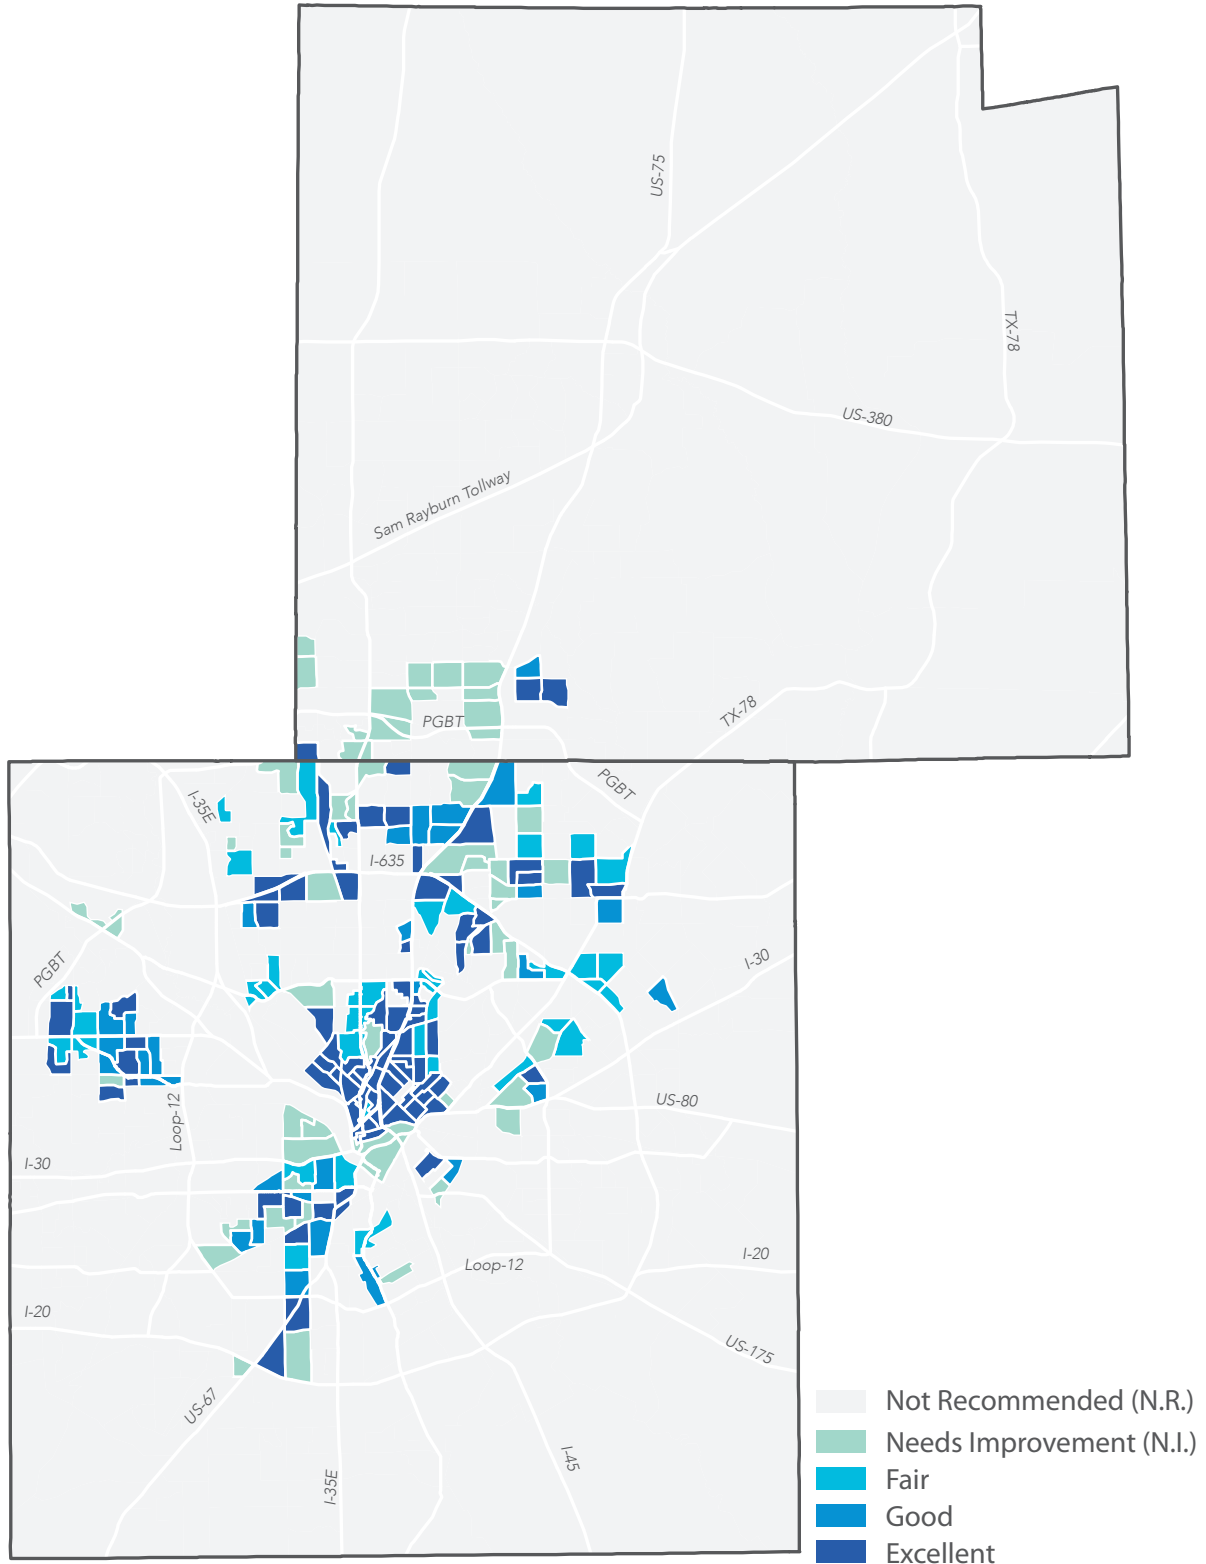 US-75
TX-78
US-380
Sam Rayburn Tollway
TX-78
PGBT
PGBT
I-35E
I-635
PGBT
I-30
US-80
Loop-12
I-30
I-20
Loop-12
I-20
US-175
US-67
I-45
I-35E
Not Recommended (N.R.)
Needs Improvement (N.I.)
Fair
Good
Excellent